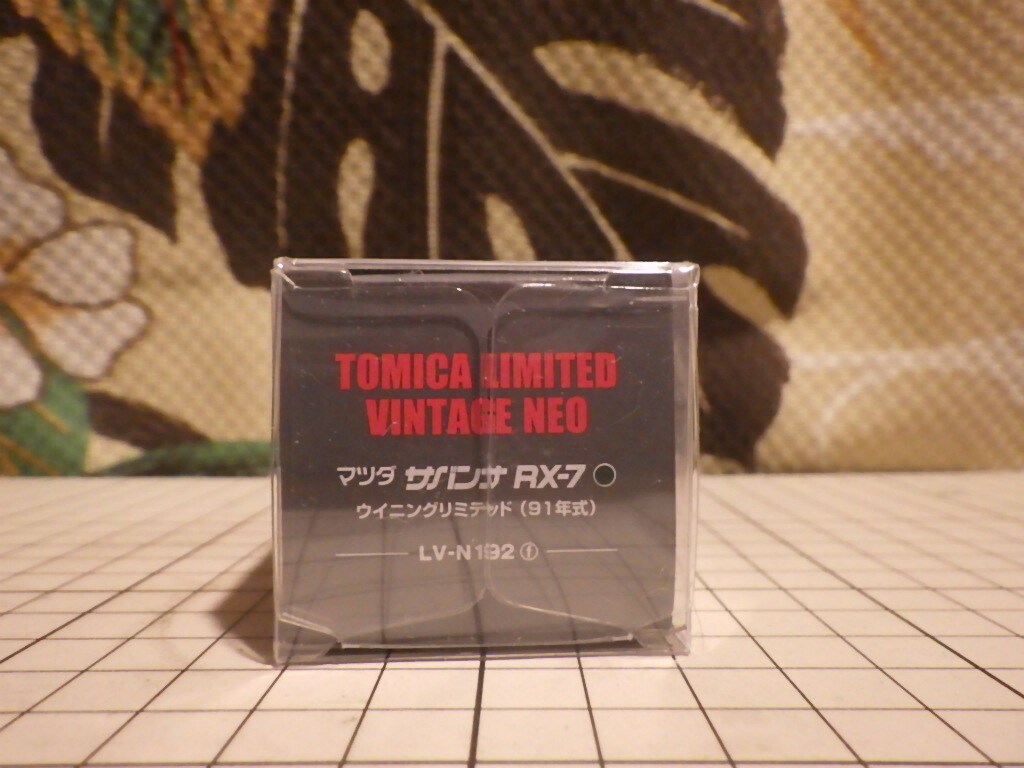 TOMICA LIMITED
VINTAGE NEO
マツダ サバンナ RX-7
ウイニングリミテッド (91年式)
LV-N192 ⓕ